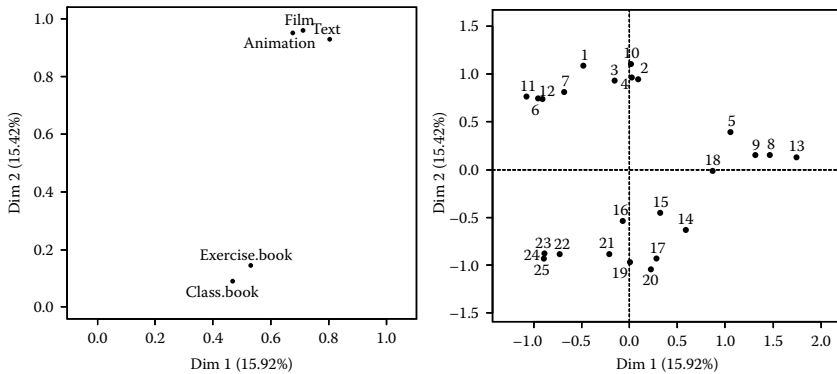 1.0
0.8
0.6
0.4
0.2
0.0
Dim 2 (15.42%)
Film
Text
Animation
Exercise.book
Class.book
0.0 0.2 0.4 0.6 0.8 1.0
Dim 1 (15.92%)
1.5
1.0
0.5
0.0
−0.5
−1.0
−1.5
Dim 2 (15.42%)
1 10
3 4 2
11 12 7
6
5
9 8 13
18
16 15 14
23 22 21 17
24
25 19 20
−1.0 −0.5 0.0 0.5 1.0 1.5 2.0
Dim 1 (15.92%)